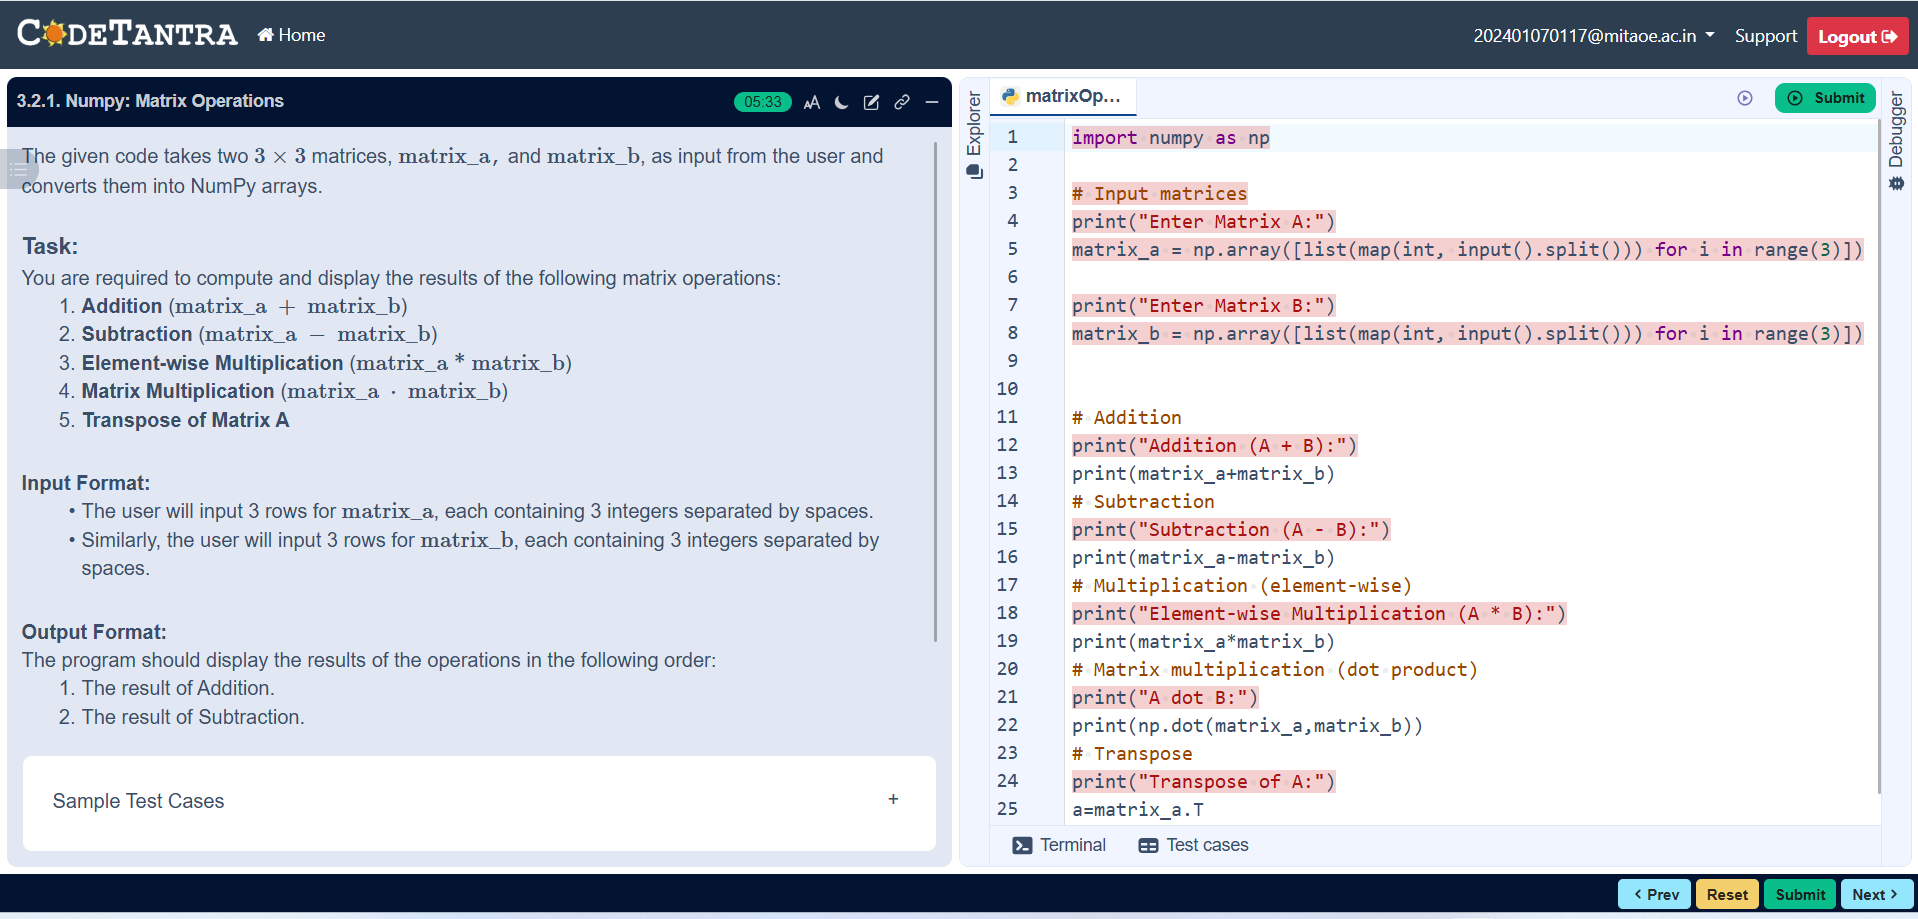 CODETANTRA
Home
202401070117@mitaoe.ac.in
Support
Logout
3.2.1. Numpy: Matrix Operations
05:33
The given code takes two 3 × 3 matrices, matrix_a, and matrix_b, as input from the user and
converts them into NumPy arrays.
Task:
You are required to compute and display the results of the following matrix operations:
1. Addition (matrix_a + matrix_b)
2. Subtraction (matrix_a − matrix_b)
3. Element-wise Multiplication (matrix_a * matrix_b)
4. Matrix Multiplication (matrix_a · matrix_b)
5. Transpose of Matrix A
Input Format:
• The user will input 3 rows for matrix_a, each containing 3 integers separated by spaces.
• Similarly, the user will input 3 rows for matrix_b, each containing 3 integers separated by
spaces.
Output Format:
The program should display the results of the operations in the following order:
1. The result of Addition.
2. The result of Subtraction.
Sample Test Cases
+
Explorer
matrixOp...
Submit
Debugger
1 import numpy as np
2
3 # Input matrices
4 print("Enter Matrix A:")
5 matrix_a = np.array([list(map(int, input().split())) for i in range(3)])
6
7 print("Enter Matrix B:")
8 matrix_b = np.array([list(map(int, input().split())) for i in range(3)])
9
10
11 # Addition
12 print("Addition (A + B):")
13 print(matrix_a+matrix_b)
14 # Subtraction
15 print("Subtraction (A - B):")
16 print(matrix_a-matrix_b)
17 # Multiplication (element-wise)
18 print("Element-wise Multiplication (A * B):")
19 print(matrix_a*matrix_b)
20 # Matrix multiplication (dot product)
21 print("A dot B:")
22 print(np.dot(matrix_a,matrix_b))
23 # Transpose
24 print("Transpose of A:")
25 a=matrix_a.T
Terminal
Test cases
< Prev
Reset
Submit
Next >